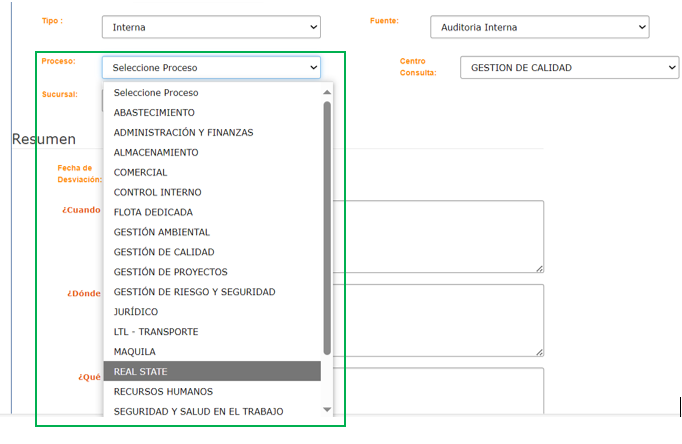 Tipo :
Interna
Fuente:
Auditoria Interna
Proceso:
Seleccione Proceso
Centro
Consulta:
GESTION DE CALIDAD
Sucursal:
Seleccione Proceso
ABASTECIMIENTO
ADMINISTRACIÓN Y FINANZAS
ALMACENAMIENTO
COMERCIAL
CONTROL INTERNO
FLOTA DEDICADA
GESTIÓN AMBIENTAL
GESTIÓN DE CALIDAD
GESTIÓN DE PROYECTOS
GESTIÓN DE RIESGO Y SEGURIDAD
JURÍDICO
LTL - TRANSPORTE
MAQUILA
REAL STATE
RECURSOS HUMANOS
SEGURIDAD Y SALUD EN EL TRABAJO
Resumen
Fecha de
Desviación:
¿Cuando
¿Dónde
¿Qué